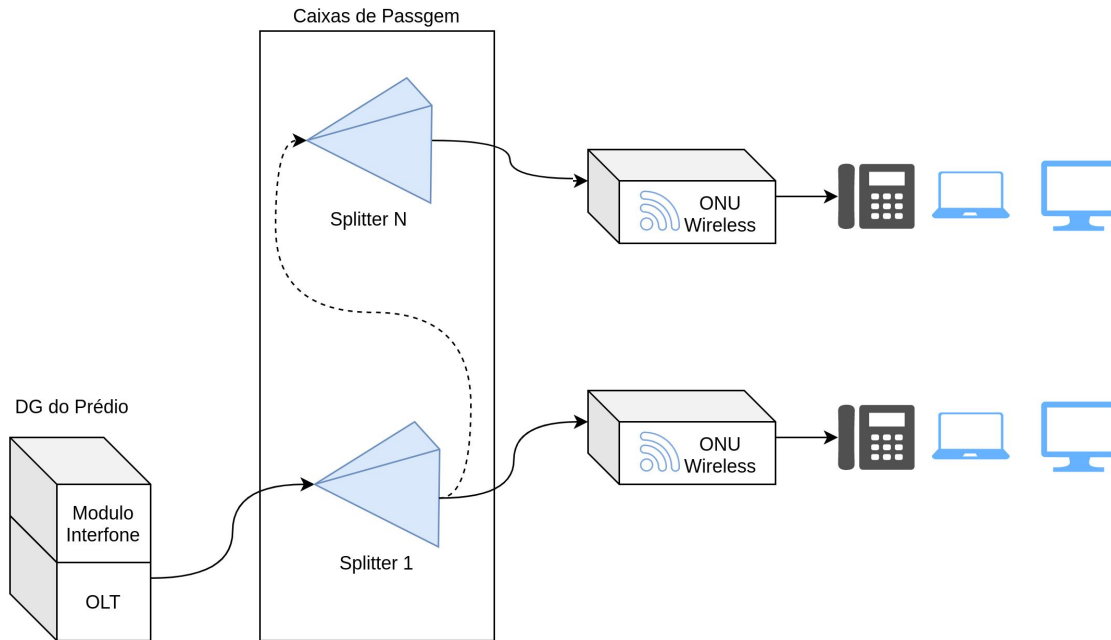 Caixas de Passgem
Splitter N
ONU
Wireless
DG do Prédio
Modulo
Interfone
OLT
Splitter 1
ONU
Wireless